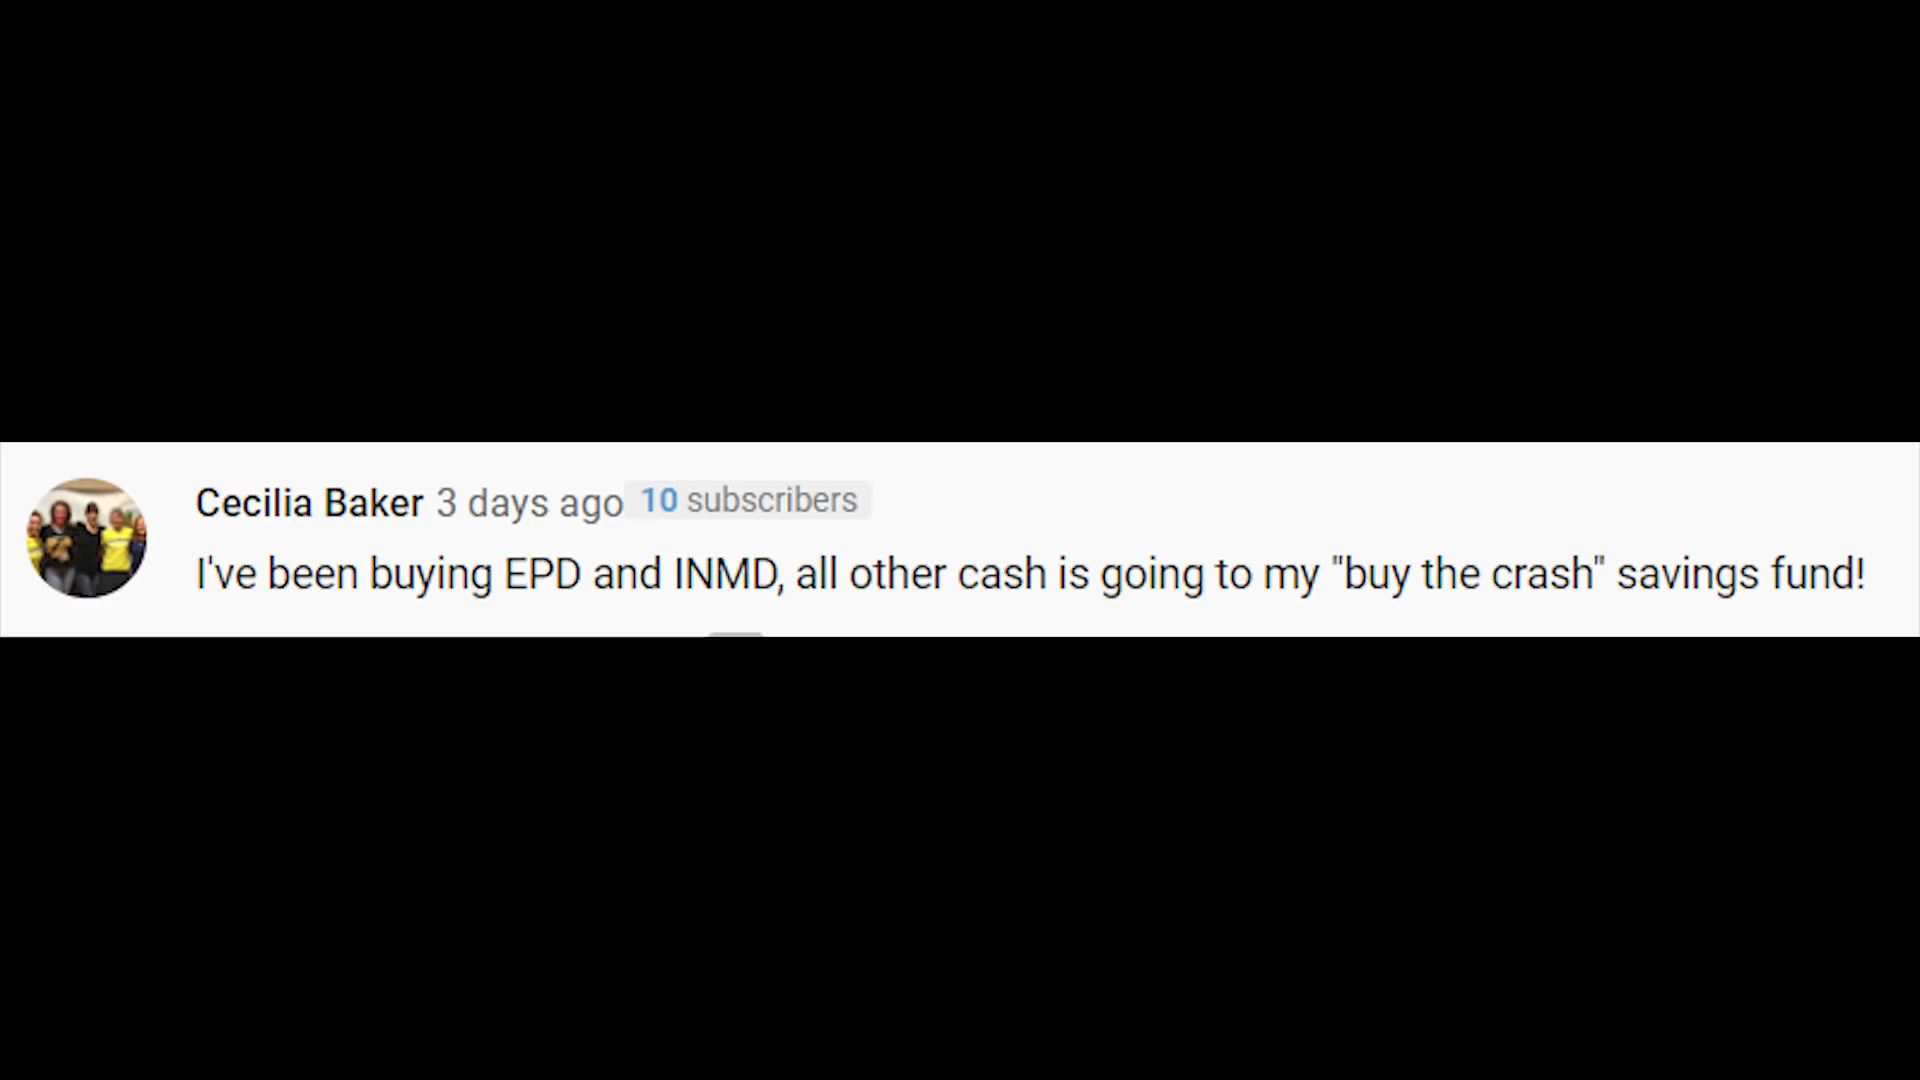 Cecilia Baker 3 days ago 10 subscribers
I've been buying EPD and INMD, all other cash is going to my "buy the crash" savings fund!